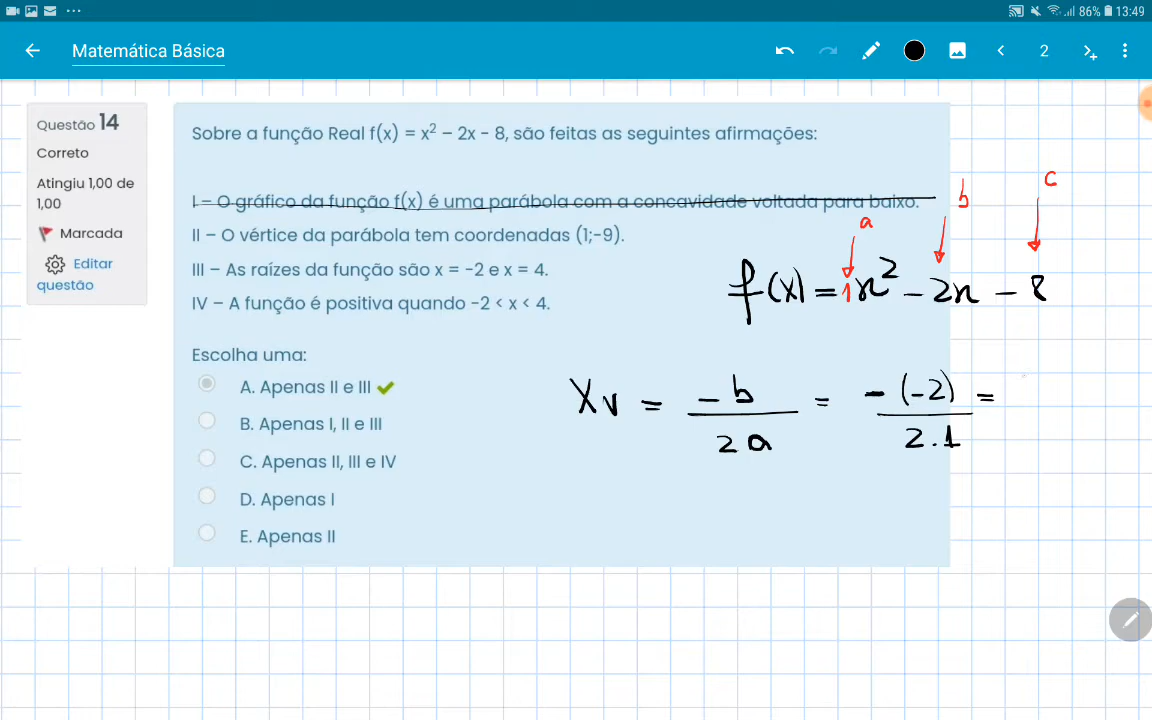 86% 13:49
Matemática Básica
2
Questão 14
Correto
Atingiu 1,00 de
1,00
Marcada
Editar
questão
Sobre a função Real f(x) = x² – 2x - 8, são feitas as seguintes afirmações:
I – O gráfico da função f(x) é uma parábola com a concavidade voltada para baixo.
II – O vértice da parábola tem coordenadas (1;-9).
III – As raízes da função são x = -2 e x = 4.
IV – A função é positiva quando -2 < x < 4.
Escolha uma:
A. Apenas II e III
B. Apenas I, II e III
C. Apenas II, III e IV
D. Apenas I
E. Apenas II
a b c
f(x) = 1x² - 2x - 8
Xv = -b / 2a = -(-2) / 2.1 =